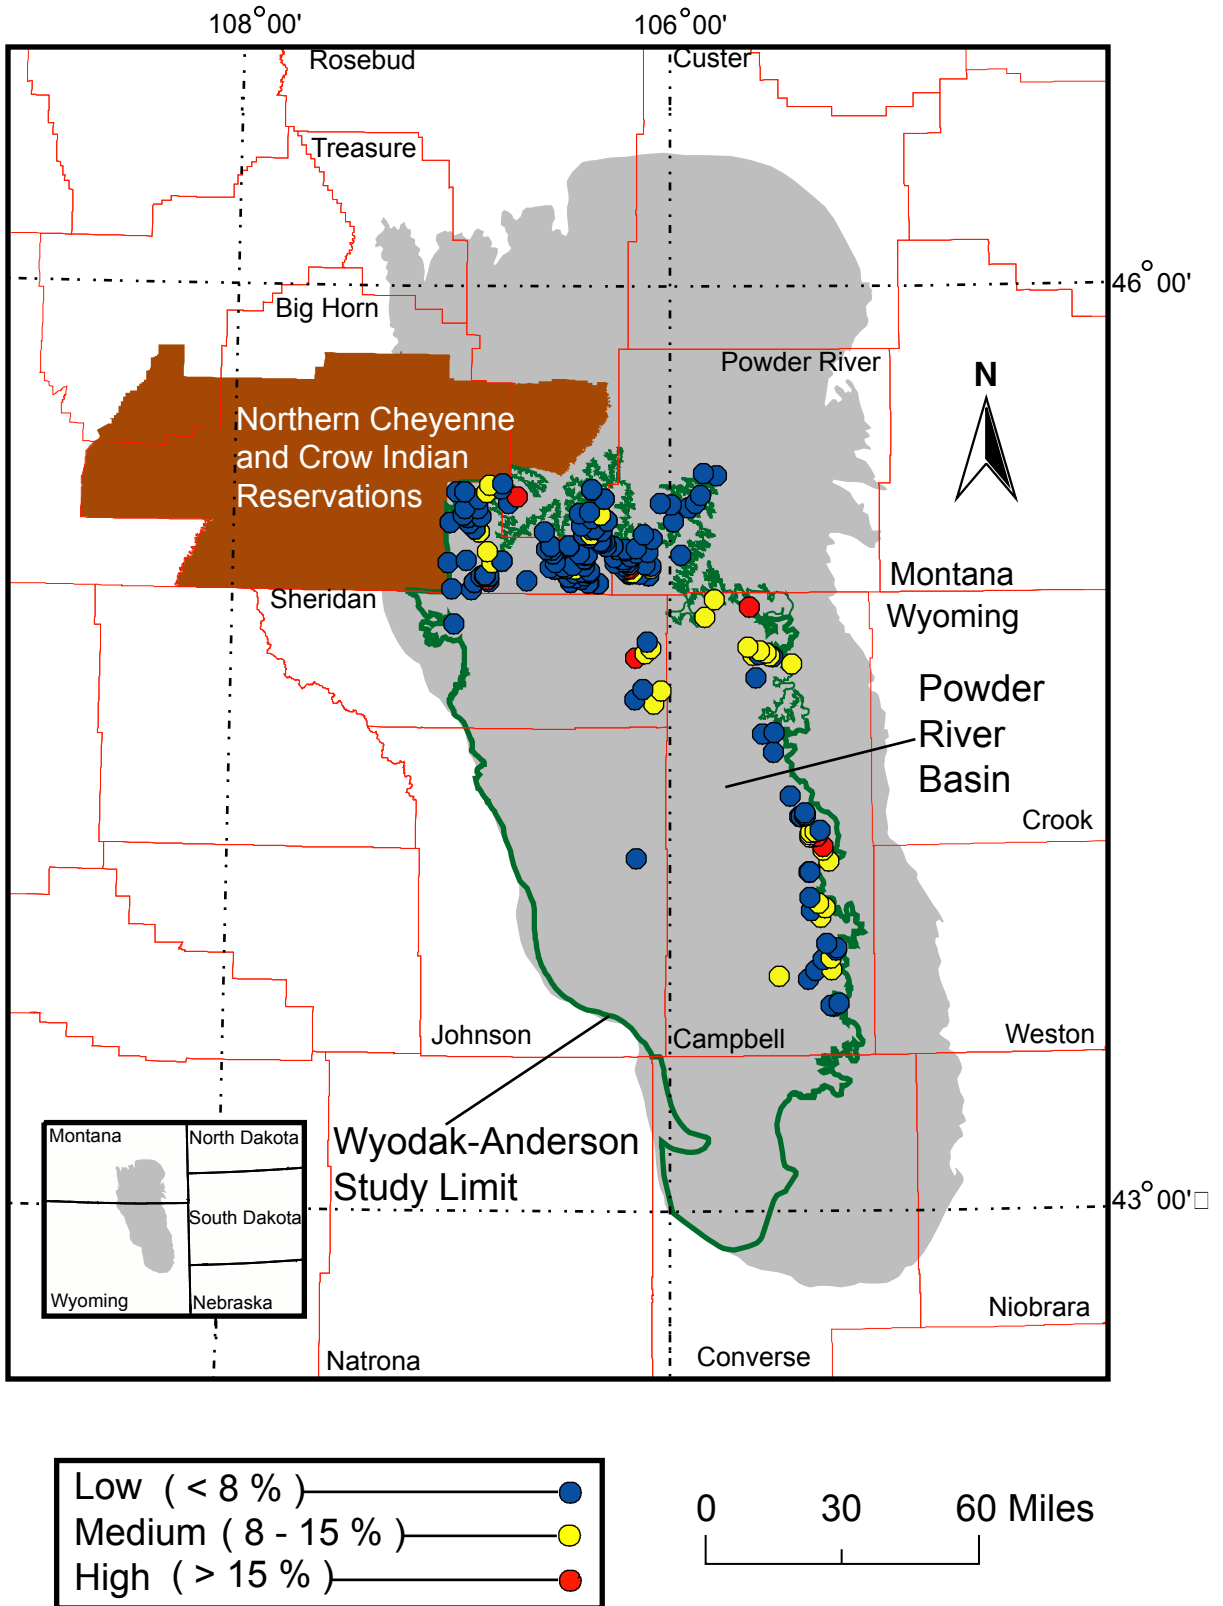 108°00'
106°00'
Rosebud
Custer
Treasure
46°00'
Big Horn
Powder River
N
Northern Cheyenne
and Crow Indian
Reservations
Montana
Sheridan
Wyoming
Powder
River
Basin
Crook
Johnson
Campbell
Weston
Wyodak-Anderson
Study Limit
43°00'□
Montana
North Dakota
South Dakota
Wyoming
Nebraska
Niobrara
Natrona
Converse
Low ( < 8 % )
Medium ( 8 - 15 % )
High ( > 15 % )
0 30 60 Miles